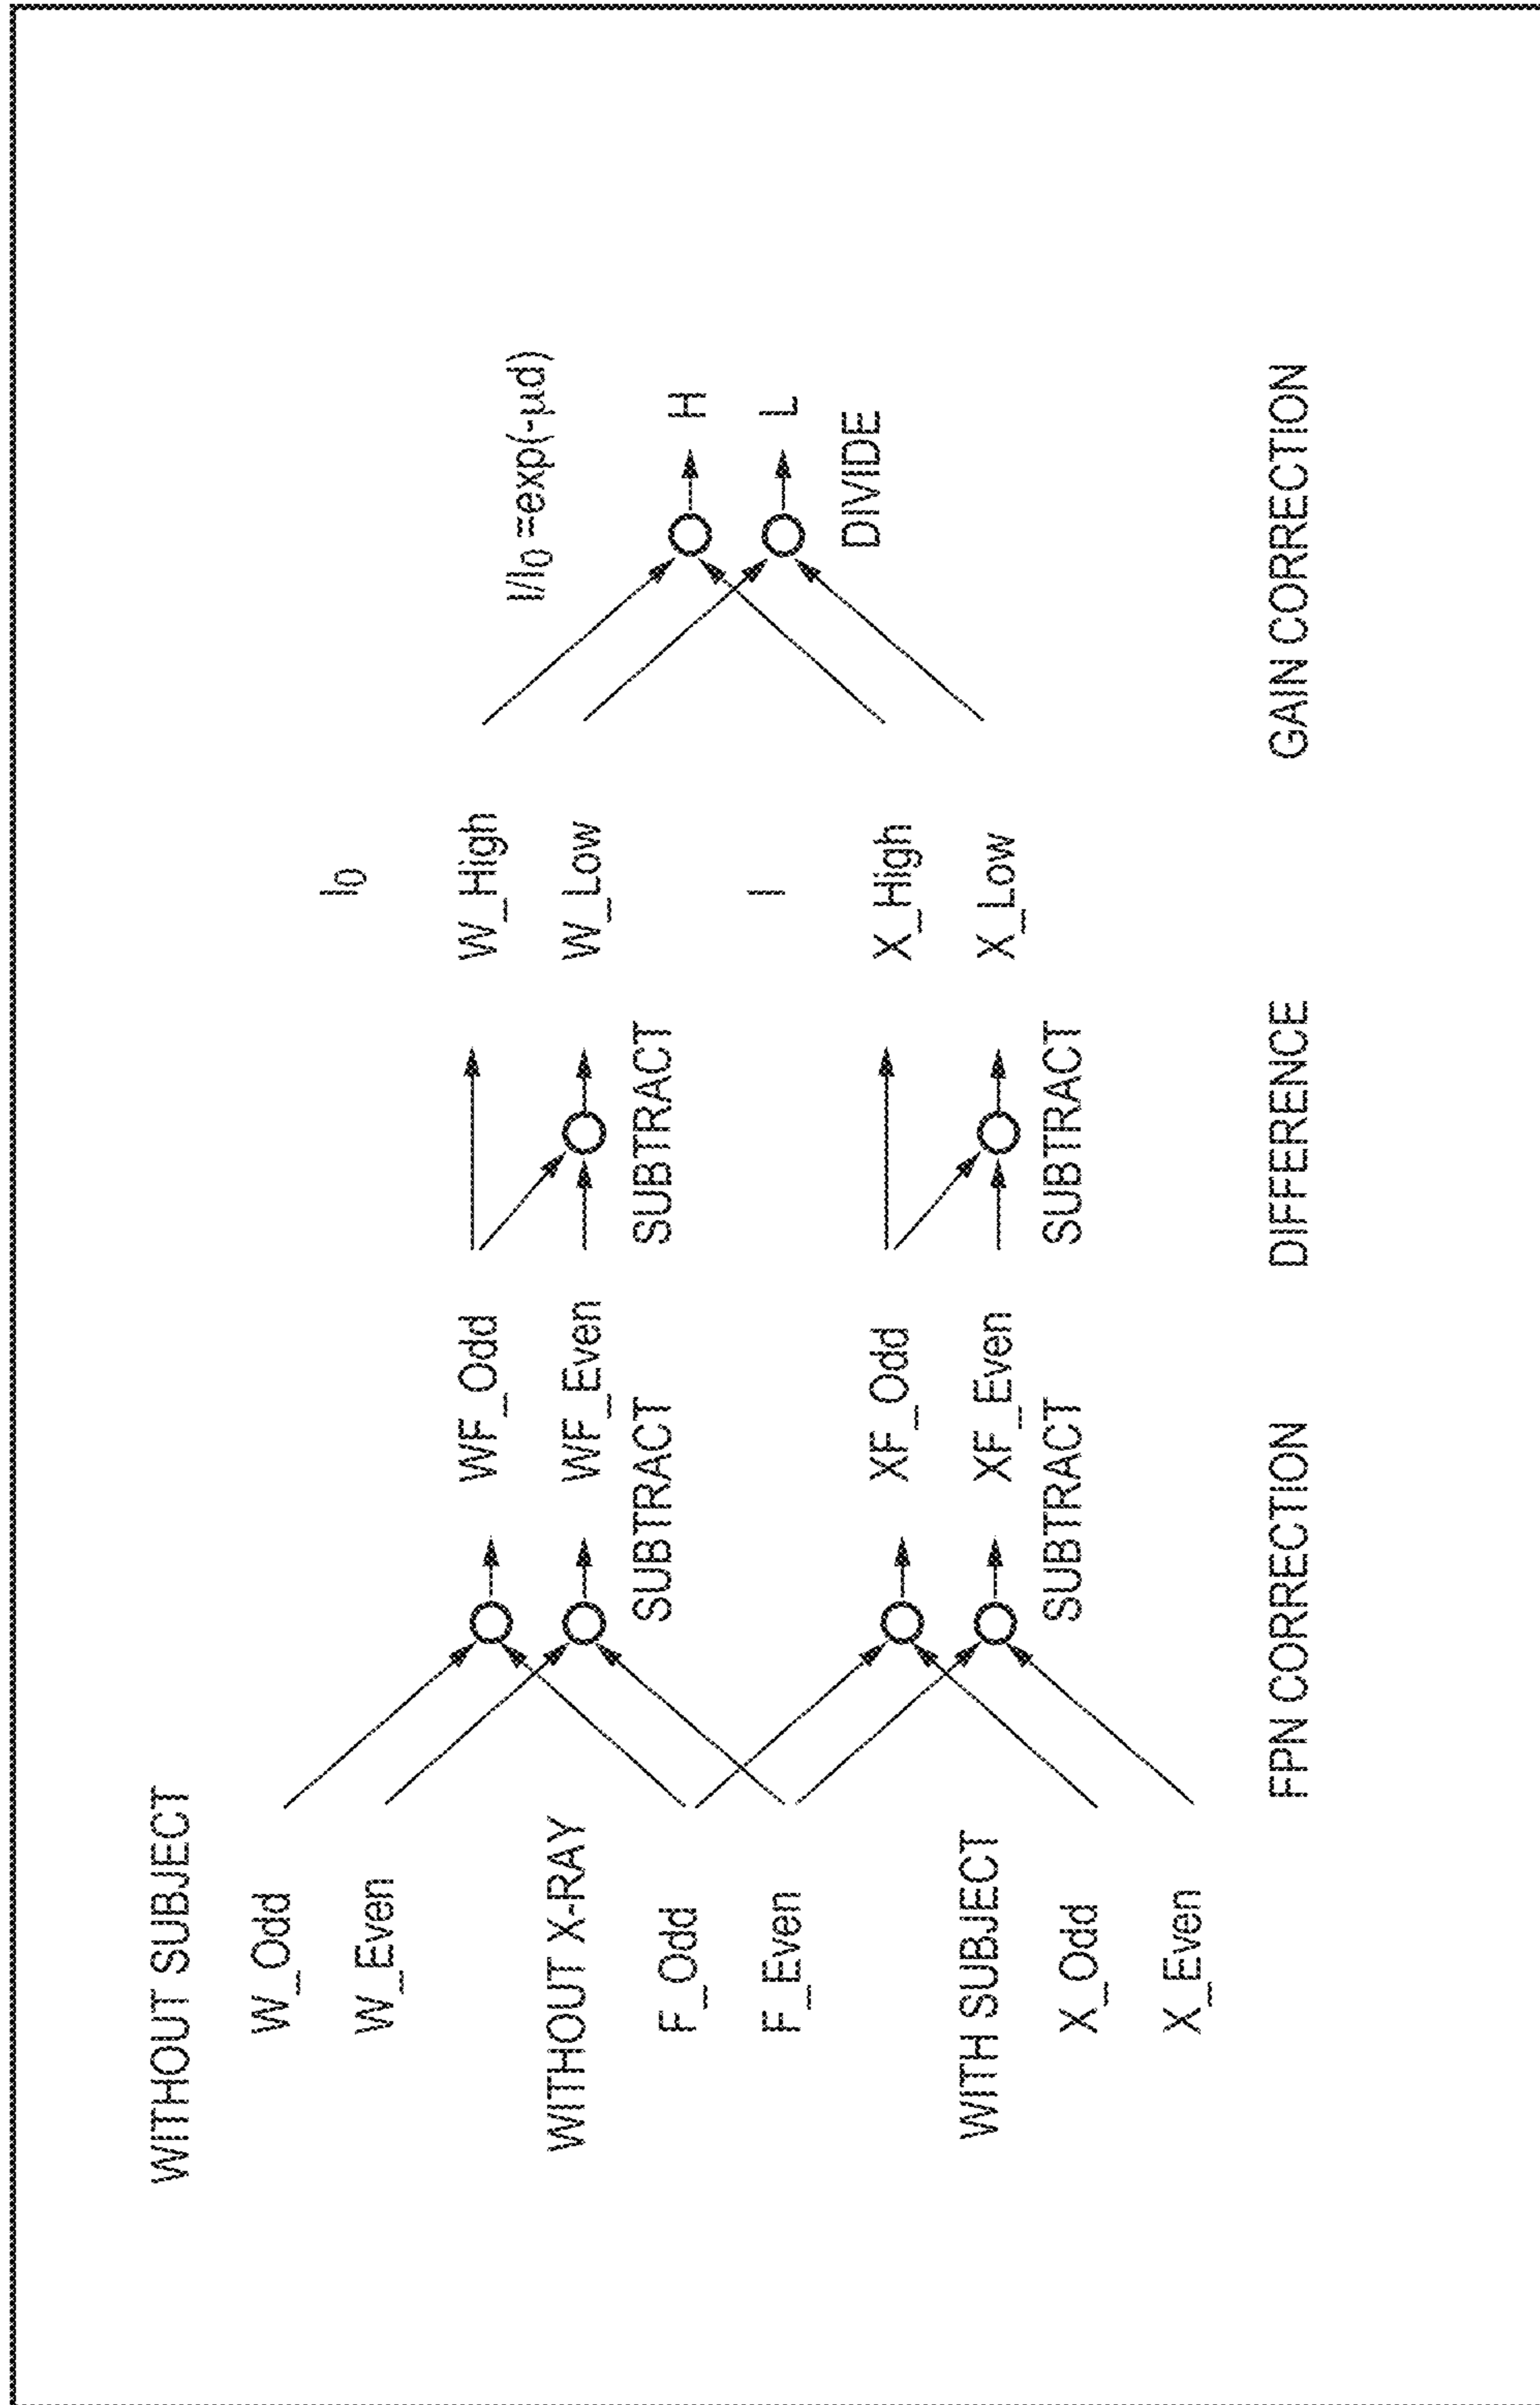 WITHOUT SUBJECT
W_Odd
W_Even
WITHOUT X-RAY
F_Odd
F_Even
WITH SUBJECT
X_Odd
X_Even
FPN CORRECTION
WF_Odd
WF_Even
SUBTRACT
XF_Odd
XF_Even
SUBTRACT
DIFFERENCE
SUBTRACT
SUBTRACT
I₀
W_High
W_Low
I
X_High
X_Low
GAIN CORRECTION
I/I₀ =exp(-μd)
H
L
DIVIDE